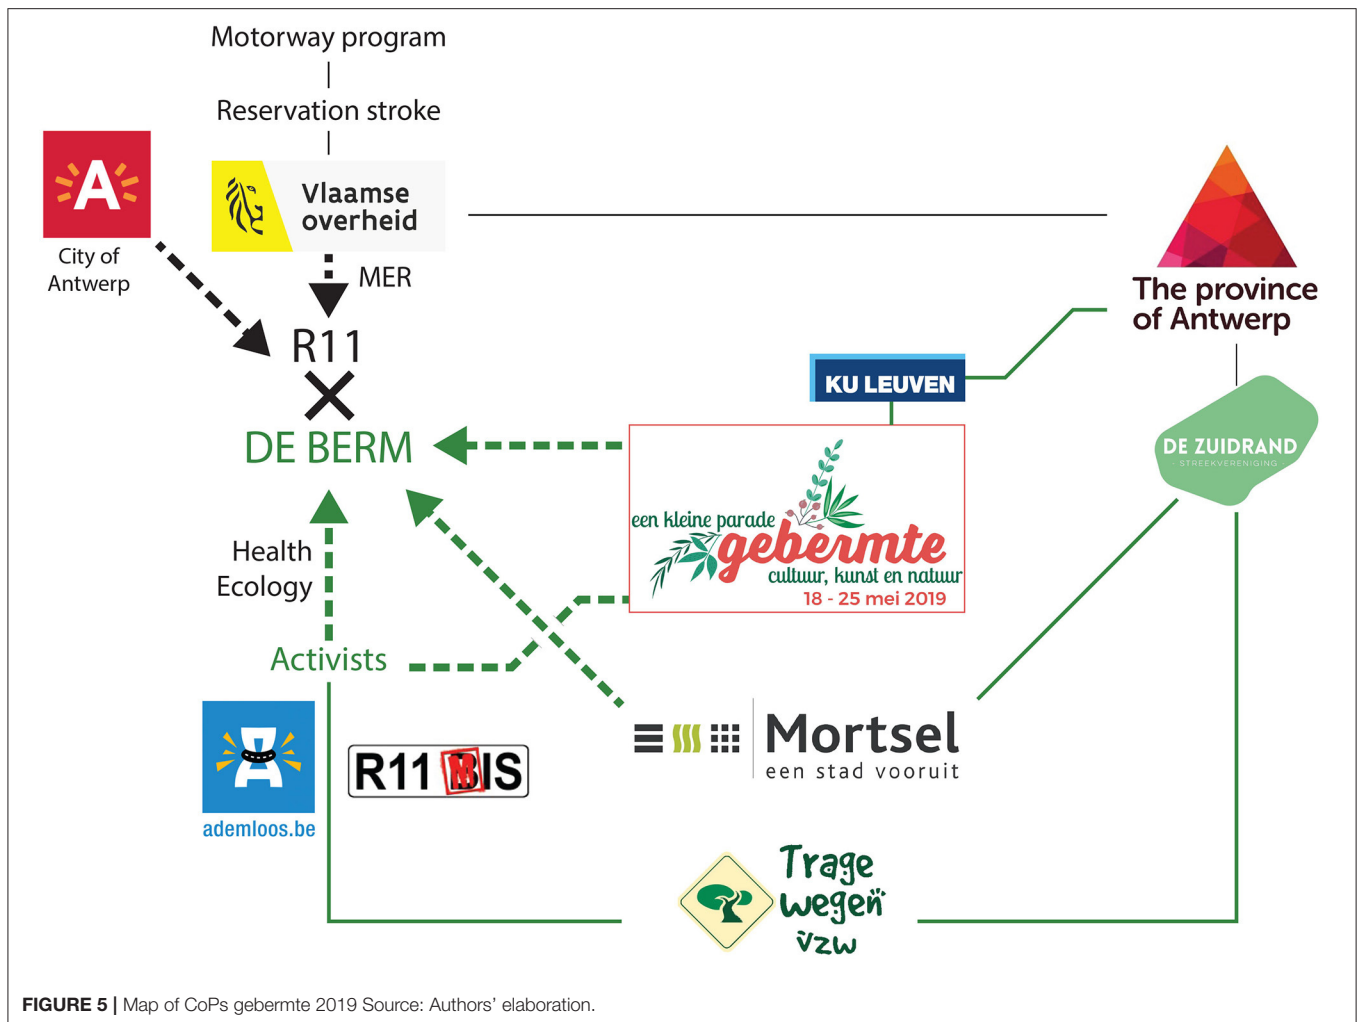 Motorway program
Reservation stroke
A
City of
Antwerp
Vlaamse
overheid
MER
R11
DE BERM
Health
Ecology
Activists
ademloos.be
R11 BIS
M
KU LEUVEN
een kleine parade
gebermte
cultuur, kunst en natuur
18 - 25 mei 2019
The province
of Antwerp
DE ZUIDRAND
- STREEKVERENIGING -
Mortsel
een stad vooruit
Trage
wegen
vzw
FIGURE 5 | Map of CoPs gebermte 2019 Source: Authors' elaboration.